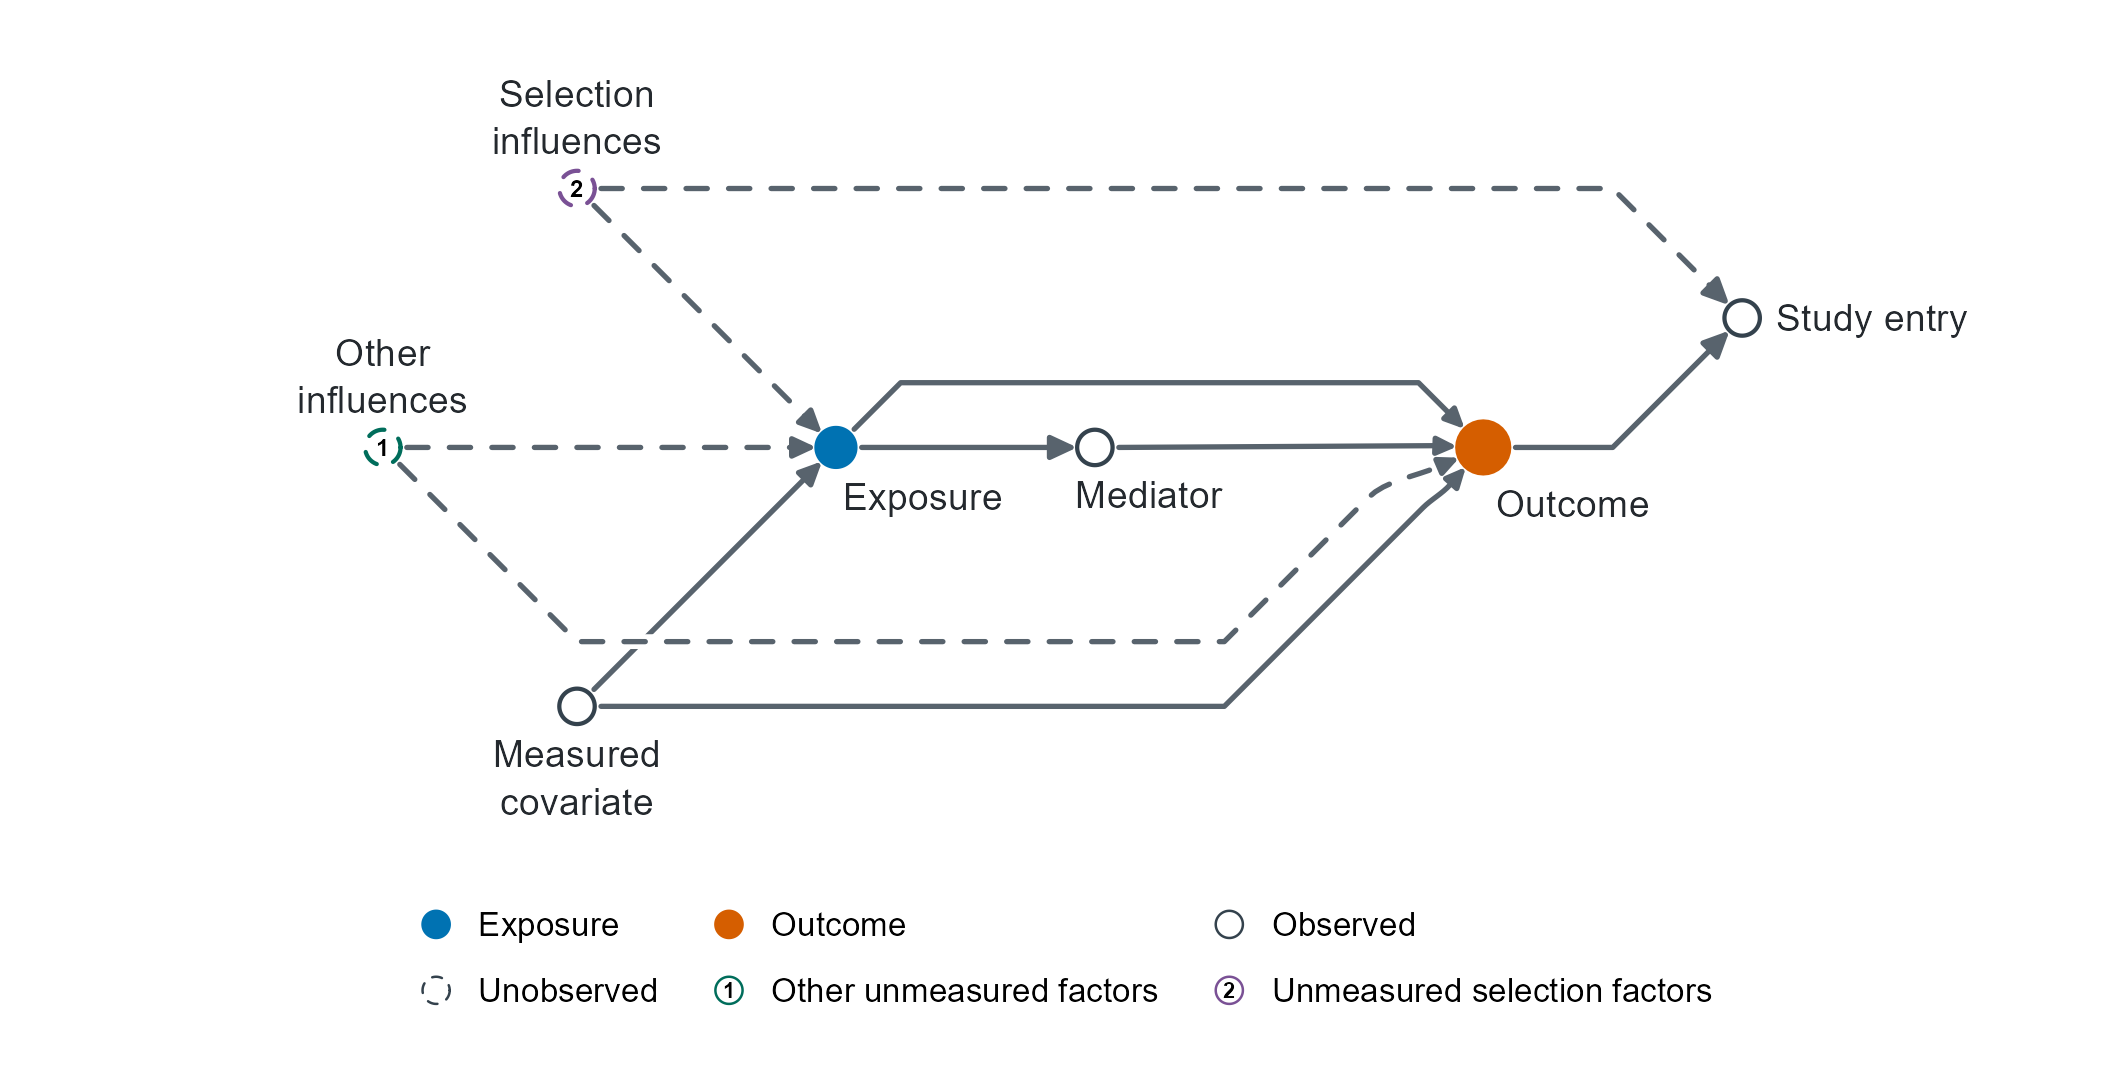 Selection
influences
2
Study entry
Other
influences
1
Exposure
Mediator
Outcome
Measured
covariate
Exposure
Outcome
Observed
Unobserved
1 Other unmeasured factors
2 Unmeasured selection factors